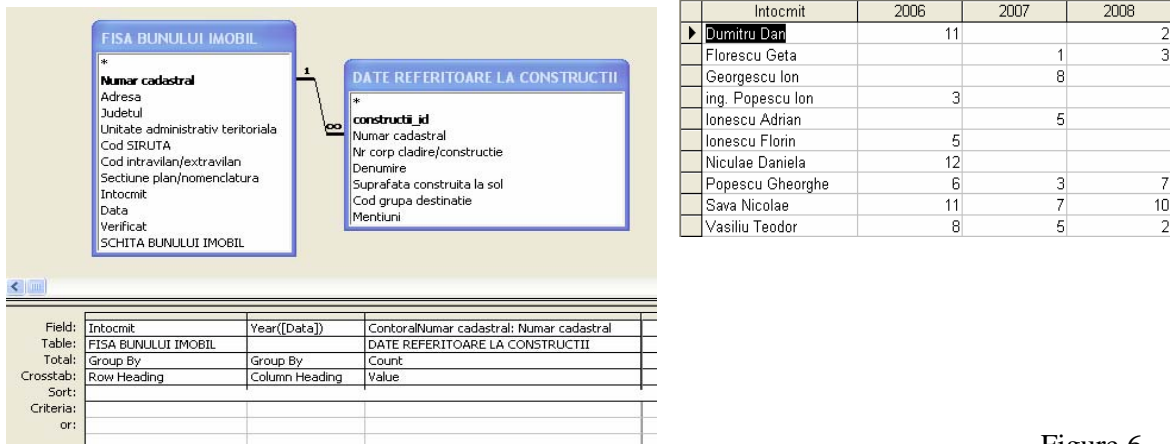 FISA BUNULUI IMOBIL
*
Numar cadastral
Adresa
Judetul
Unitate administrativ teritoriala
Cod SIRUTA
Cod intravilan/extravilan
Sectiune plan/nomenclatura
Intocmit
Data
Verificat
SCHITA BUNULUI IMOBIL
1
∞
DATE REFERITOARE LA CONSTRUCTII
*
constructii_id
Numar cadastral
Nr corp cladire/constructie
Denumire
Suprafata construita la sol
Cod grupa destinatie
Mentiuni
Field: Intocmit Year([Data]) ContoralNumar cadastral: Numar cadastral
Table: FISA BUNULUI IMOBIL DATE REFERITOARE LA CONSTRUCTII
Total: Group By Group By Count
Crosstab: Row Heading Column Heading Value
Sort:
Criteria:
or:
Intocmit 2006 2007 2008
Dumitru Dan 11 2
Florescu Geta 1 3
Georgescu Ion 8
ing. Popescu Ion 3
Ionescu Adrian 5
Ionescu Florin 5
Niculae Daniela 12
Popescu Gheorghe 6 3 7
Sava Nicolae 11 7 10
Vasiliu Teodor 8 5 2
Figure 6